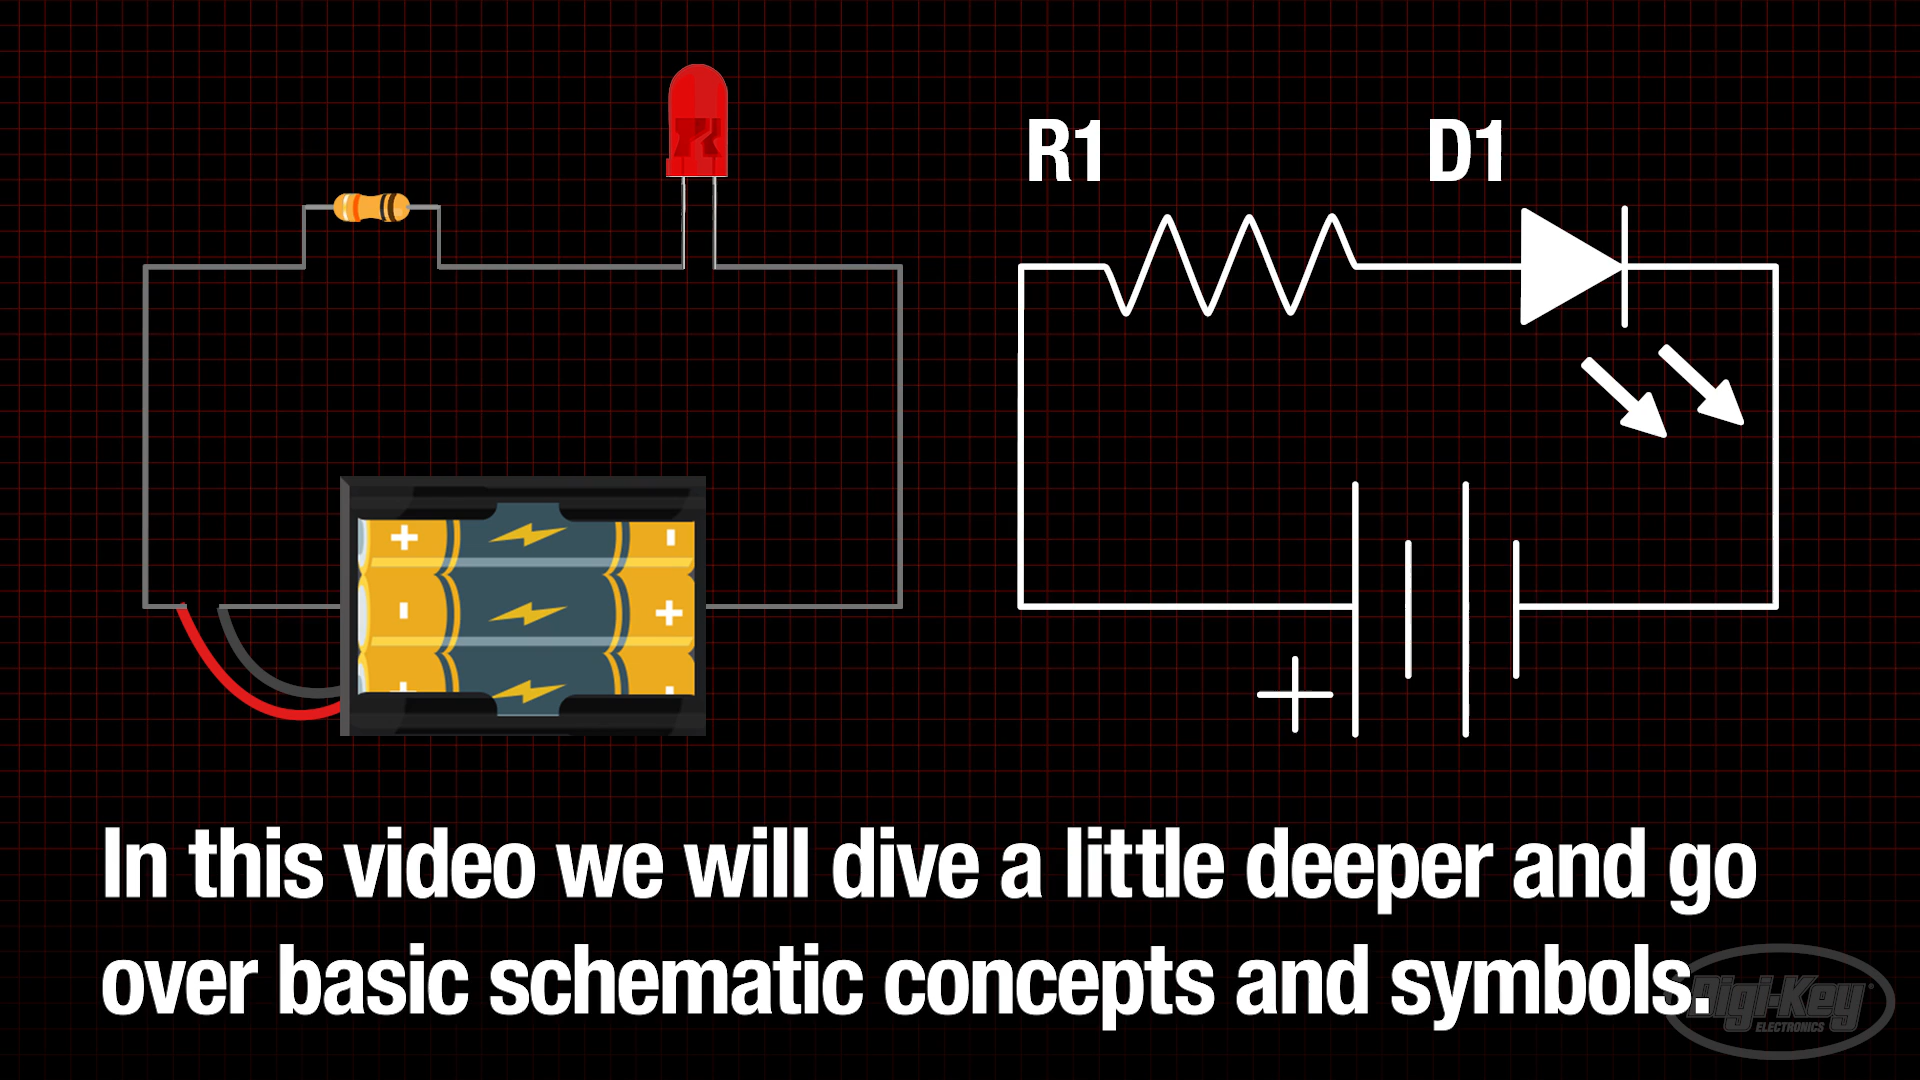 R1 D1
+ -
- +
+
+
In this video we will dive a little deeper and go
over basic schematic concepts and symbols.
Digi-Key
ELECTRONICS